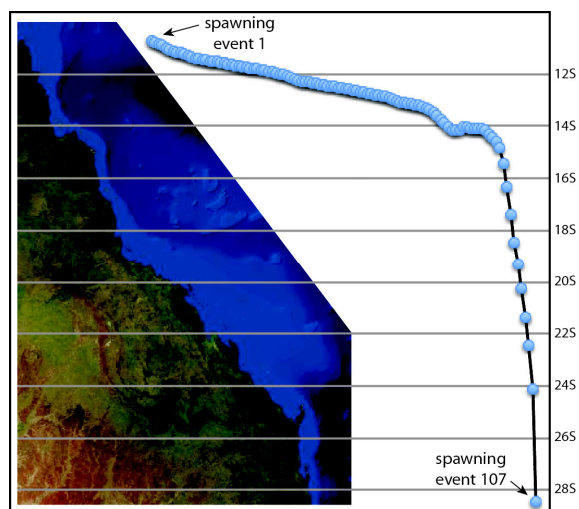 spawning
event 1
12S
14S
16S
18S
20S
22S
24S
26S
spawning
event 107
28S